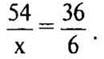 54/x = 36/6.